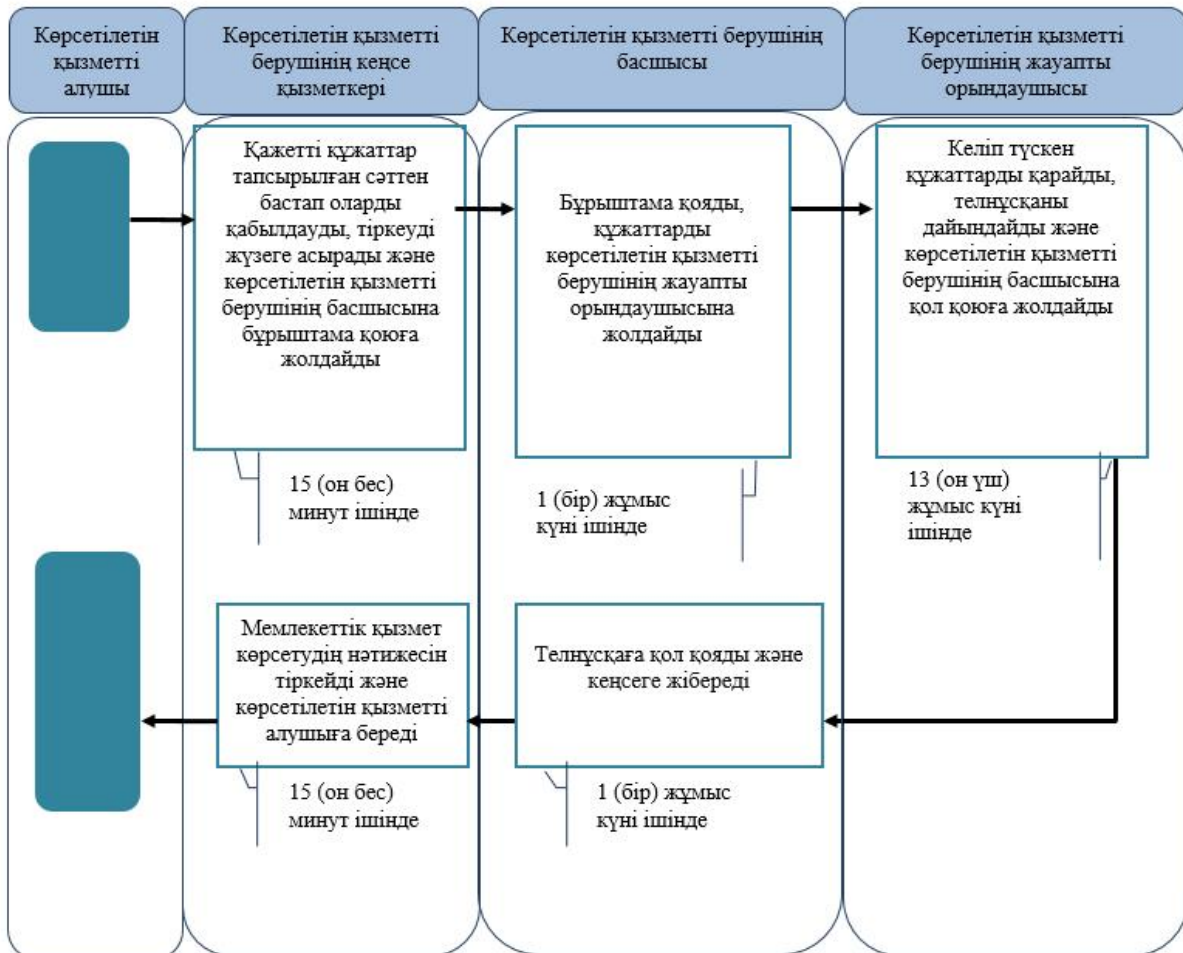 Көрсетілетін
қызметті
алушы
Көрсетілетін қызметті
берушінің кеңсе
қызметкері
Көрсетілетін қызметті берушінің
басшысы
Көрсетілетін қызметті
берушінің жауапты
орындаушысы
Қажетті құжаттар
тапсырылған сәттен
бастап оларды
қабылдауды, тіркеуді
жүзеге асырады және
көрсетілетін қызметті
берушінің басшысына
бұрыштама қоюға
жолдайды
Бұрыштама қояды,
құжаттарды
көрсетілетін қызметті
берушінің жауапты
орындаушысына
жолдайды
Келіп түскен
құжаттарды қарайды,
телнұсқаны
дайындайды және
көрсетілетін қызметті
берушінің басшысына
қол қоюға жолдайды
15 (он бес)
минут ішінде
1 (бір) жұмыс
күні ішінде
13 (он үш)
жұмыс күні
ішінде
Мемлекеттік қызмет
көрсетудің нәтижесін
тіркейді және
көрсетілетін қызметті
алушыға береді
Телнұсқаға қол қояды және
кеңсеге жібереді
15 (он бес)
минут ішінде
1 (бір) жұмыс
күні ішінде